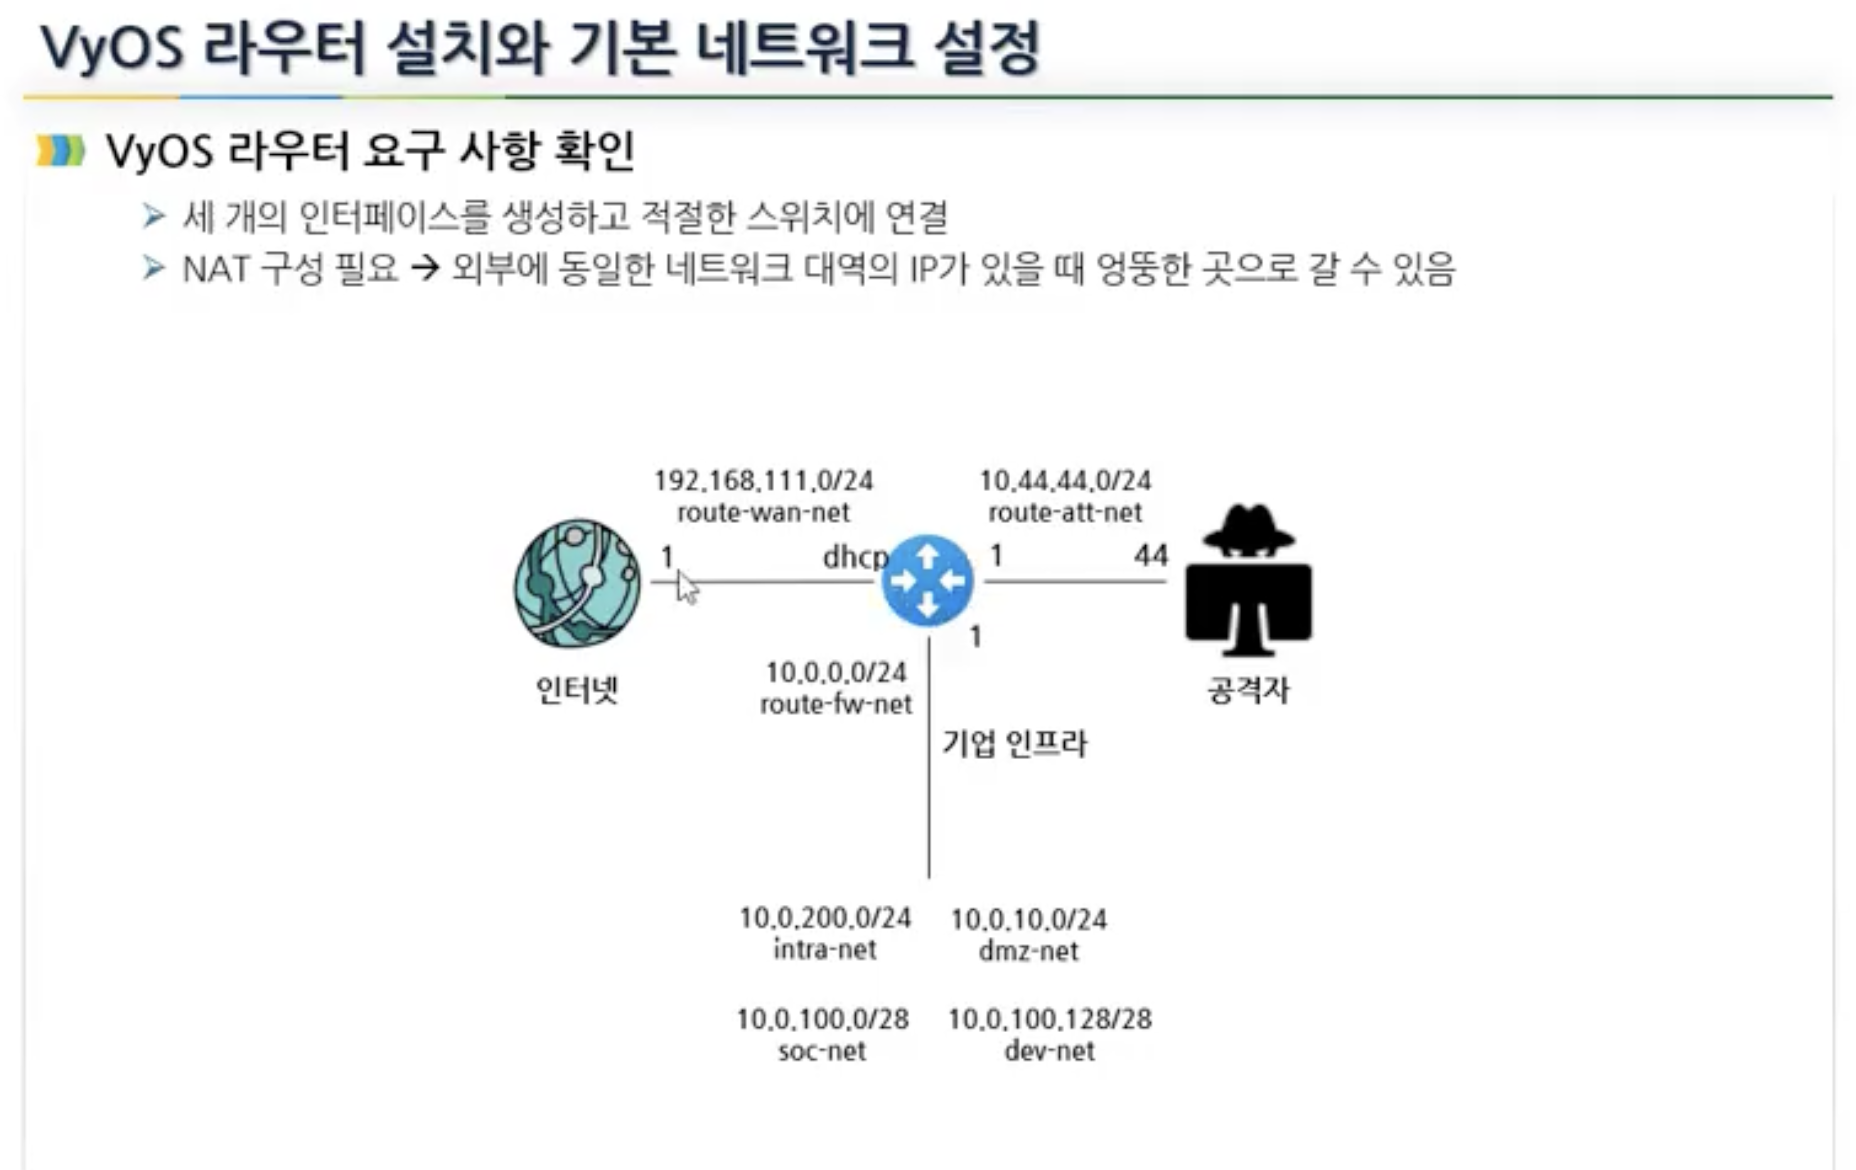 VyOS 라우터 설치와 기본 네트워크 설정
VyOS 라우터 요구 사항 확인
세 개의 인터페이스를 생성하고 적절한 스위치에 연결
NAT 구성 필요 → 외부에 동일한 네트워크 대역의 IP가 있을 때 엉뚱한 곳으로 갈 수 있음
192.168.111.0/24
route-wan-net
10.44.44.0/24
route-att-net
1
dhcp
1
44
1
인터넷
공격자
10.0.0.0/24
route-fw-net
기업 인프라
10.0.200.0/24
intra-net
10.0.10.0/24
dmz-net
10.0.100.0/28
soc-net
10.0.100.128/28
dev-net